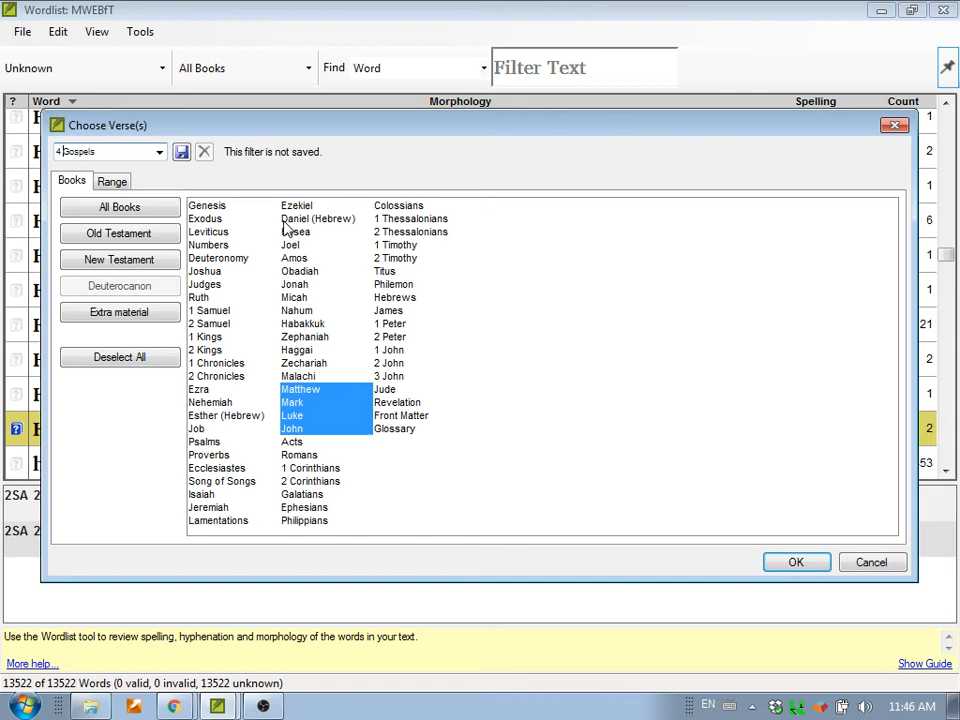 Wordlist: MWEBfT
File Edit View Tools
Unknown All Books Find Word Filter Text
? Word Morphology Spelling Count
1
Choose Verse(s)
4 Gospels This filter is not saved.
2
Books Range
1
All Books
Old Testament
New Testament
Deuterocanon
Extra material
Deselect All
Genesis
Exodus
Leviticus
Numbers
Deuteronomy
Joshua
Judges
Ruth
1 Samuel
2 Samuel
1 Kings
2 Kings
1 Chronicles
2 Chronicles
Ezra
Nehemiah
Esther (Hebrew)
Job
Psalms
Proverbs
Ecclesiastes
Song of Songs
Isaiah
Jeremiah
Lamentations
Ezekiel
Daniel (Hebrew)
Hosea
Joel
Amos
Obadiah
Jonah
Micah
Nahum
Habakkuk
Zephaniah
Haggai
Zechariah
Malachi
Matthew
Mark
Luke
John
Acts
Romans
1 Corinthians
2 Corinthians
Galatians
Ephesians
Philippians
Colossians
1 Thessalonians
2 Thessalonians
1 Timothy
2 Timothy
Titus
Philemon
Hebrews
James
1 Peter
2 Peter
1 John
2 John
3 John
Jude
Revelation
Front Matter
Glossary
6
1
1
21
2
1
2
53
2SA 2
2SA 2
OK Cancel
Use the Wordlist tool to review spelling, hyphenation and morphology of the words in your text.
More help... Show Guide
13522 of 13522 Words (0 valid, 0 invalid, 13522 unknown)
EN 11:46 AM